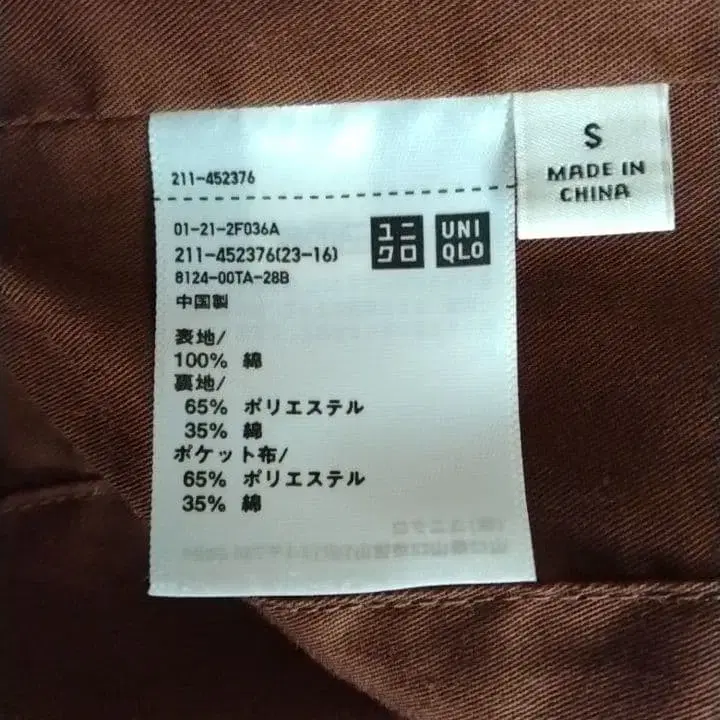 211-452376
01-21-2F036A
211-452376(23-16)
8124-00TA-28B
中国製
ユニクロ
UNIQLO
表地/
100% 綿
裏地/
65% ポリエステル
35% 綿
ポケット布/
65% ポリエステル
35% 綿
S
MADE IN
CHINA